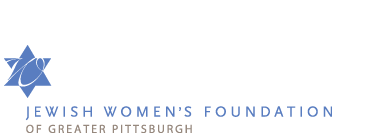 JEWISH WOMEN'S FOUNDATION
OF GREATER PITTSBURGH